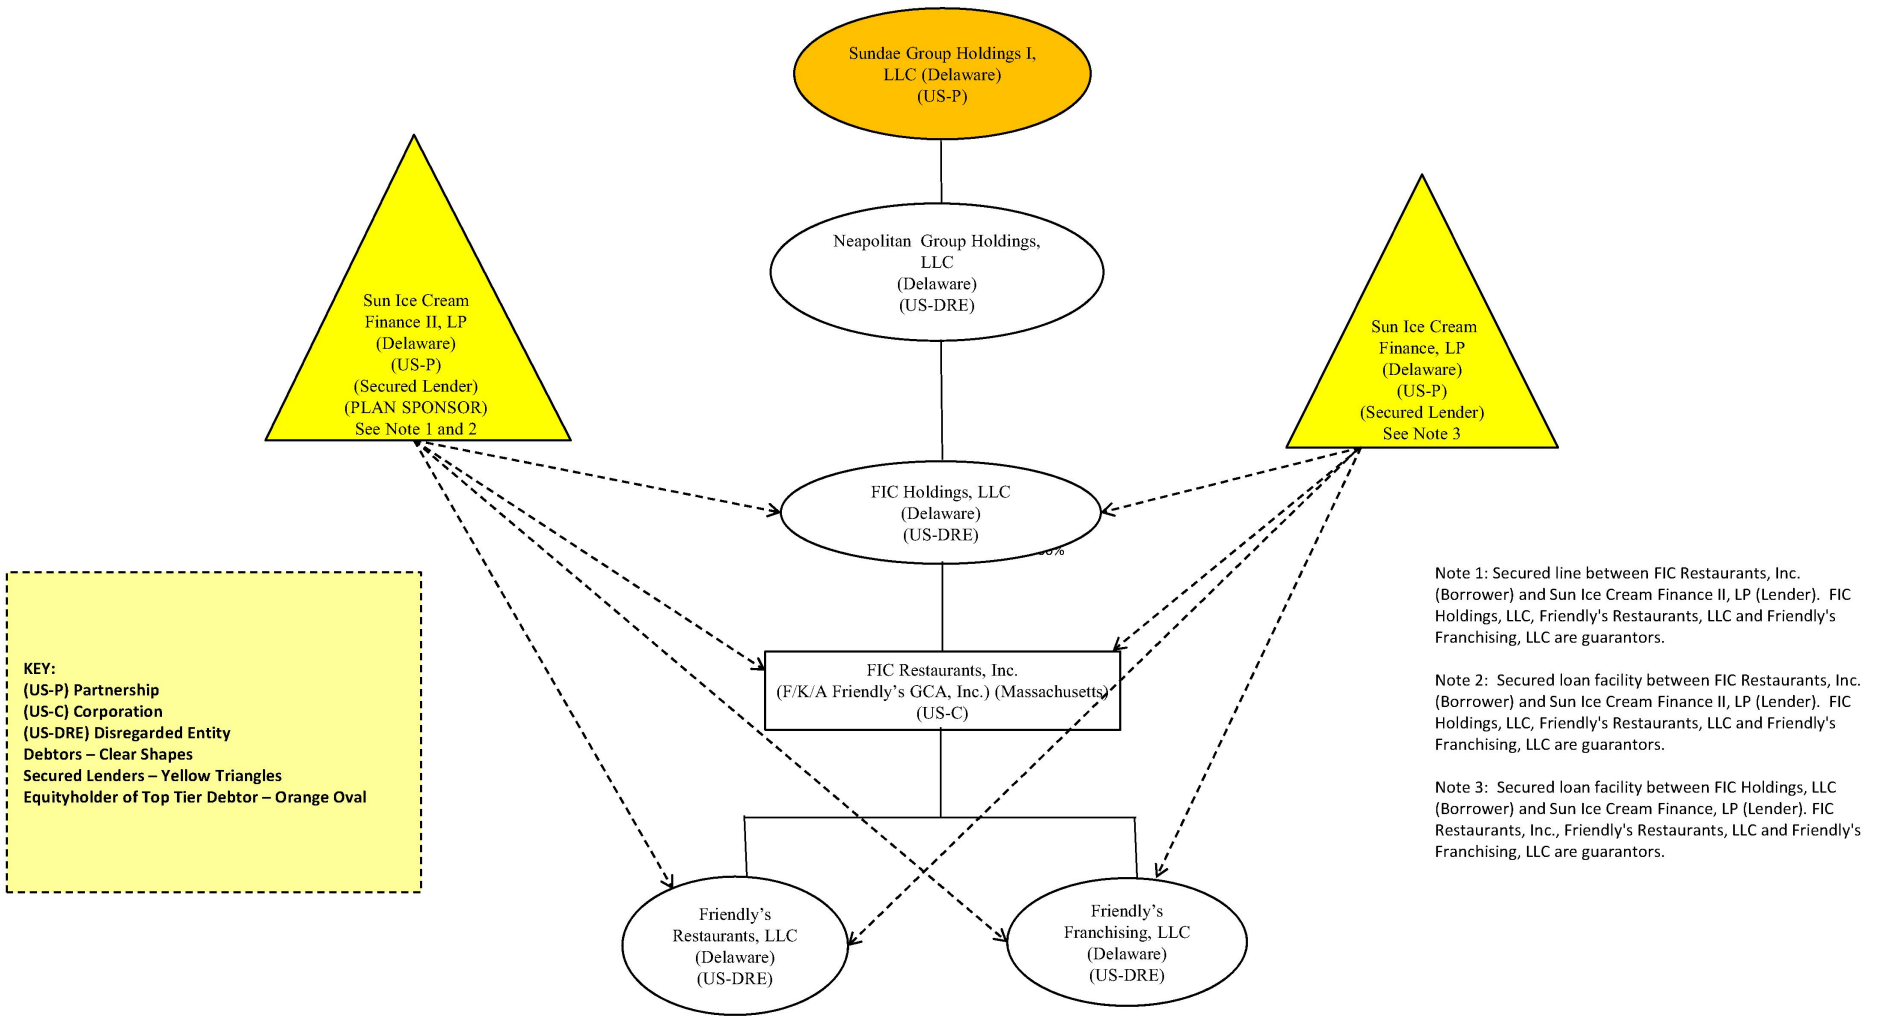 Sundae Group Holdings I,
LLC (Delaware)
(US-P)
Neapolitan Group Holdings,
LLC
(Delaware)
(US-DRE)
Sun Ice Cream
Finance II, LP
(Delaware)
(US-P)
(Secured Lender)
(PLAN SPONSOR)
See Note 1 and 2
Sun Ice Cream
Finance, LP
(Delaware)
(US-P)
(Secured Lender)
See Note 3
FIC Holdings, LLC
(Delaware)
(US-DRE)
FIC Restaurants, Inc.
(F/K/A Friendly’s GCA, Inc.) (Massachusetts)
(US-C)
Friendly’s
Restaurants, LLC
(Delaware)
(US-DRE)
Friendly’s
Franchising, LLC
(Delaware)
(US-DRE)
KEY:
(US-P) Partnership
(US-C) Corporation
(US-DRE) Disregarded Entity
Debtors – Clear Shapes
Secured Lenders – Yellow Triangles
Equityholder of Top Tier Debtor – Orange Oval
Note 1: Secured line between FIC Restaurants, Inc.
(Borrower) and Sun Ice Cream Finance II, LP (Lender). FIC
Holdings, LLC, Friendly's Restaurants, LLC and Friendly's
Franchising, LLC are guarantors.
Note 2: Secured loan facility between FIC Restaurants, Inc.
(Borrower) and Sun Ice Cream Finance II, LP (Lender). FIC
Holdings, LLC, Friendly's Restaurants, LLC and Friendly's
Franchising, LLC are guarantors.
Note 3: Secured loan facility between FIC Holdings, LLC
(Borrower) and Sun Ice Cream Finance, LP (Lender). FIC
Restaurants, Inc., Friendly's Restaurants, LLC and Friendly's
Franchising, LLC are guarantors.